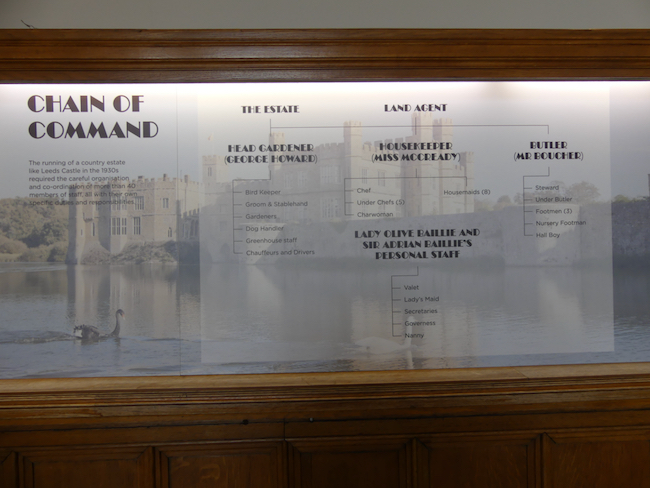 CHAIN OF
COMMAND
The running of a country estate
like Leeds Castle in the 1930s
required the careful organisation
and co-ordination of more than 40
members of staff, all with their own
specific duties and responsibilities
THE ESTATE
LAND AGENT
HEAD GARDENER
(GEORGE HOWARD)
Bird Keeper
Groom & Stablehand
Gardeners
Dog Handler
Greenhouse staff
Chauffeurs and Drivers
HOUSEKEEPER
(MISS MCCREADY)
Chef
Under Chefs (5)
Charwoman
Housemaids (8)
BUTLER
(MR BOUCHER)
Steward
Under Butler
Footmen (3)
Nursery Footman
Hall Boy
LADY OLIVE BAILLIE AND
SIR ADRIAN BAILLIE'S
PERSONAL STAFF
Valet
Lady's Maid
Secretaries
Governess
Nanny